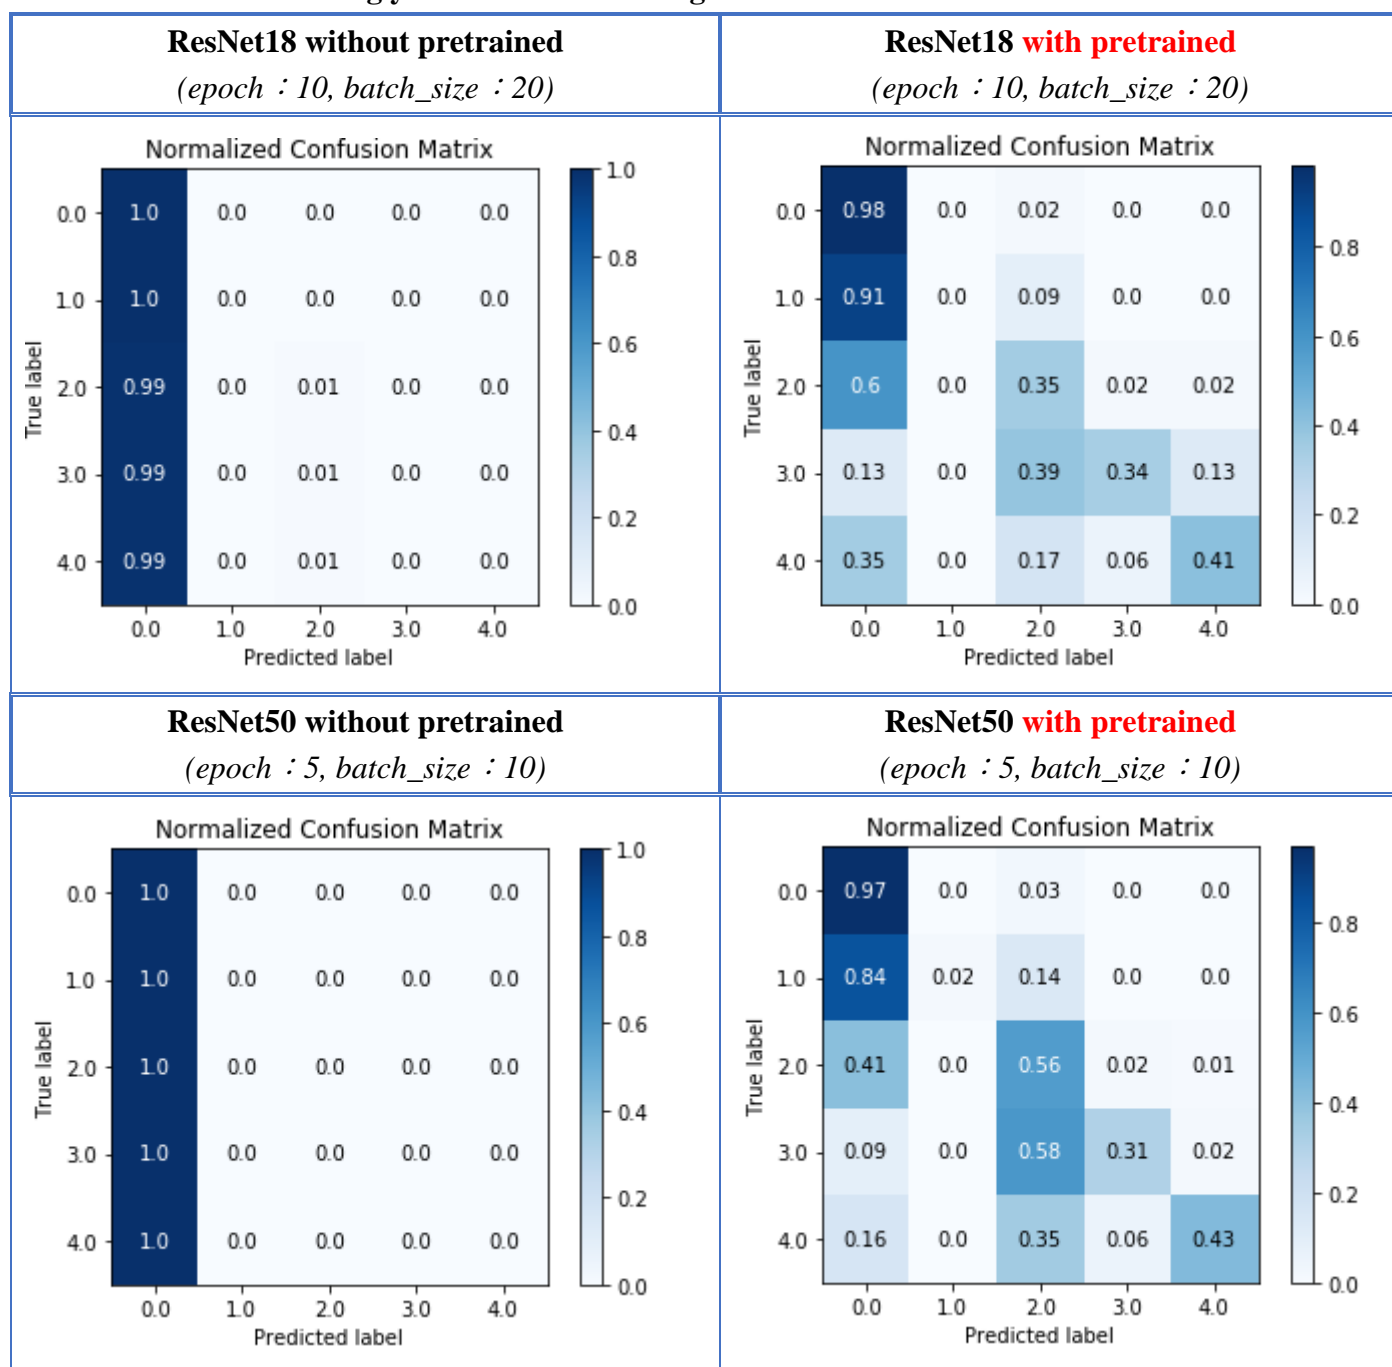 ResNet18 without pretrained
(epoch：10, batch_size：20)
ResNet18 with pretrained
(epoch：10, batch_size：20)
Normalized Confusion Matrix
True label
0.0 1.0 0.0 0.0 0.0 0.0
1.0 1.0 0.0 0.0 0.0 0.0
2.0 0.99 0.0 0.01 0.0 0.0
3.0 0.99 0.0 0.01 0.0 0.0
4.0 0.99 0.0 0.01 0.0 0.0
0.0 1.0 2.0 3.0 4.0
Predicted label
1.0
0.8
0.6
0.4
0.2
0.0
Normalized Confusion Matrix
True label
0.0 0.98 0.0 0.02 0.0 0.0
1.0 0.91 0.0 0.09 0.0 0.0
2.0 0.6 0.0 0.35 0.02 0.02
3.0 0.13 0.0 0.39 0.34 0.13
4.0 0.35 0.0 0.17 0.06 0.41
0.0 1.0 2.0 3.0 4.0
Predicted label
0.8
0.6
0.4
0.2
0.0
ResNet50 without pretrained
(epoch：5, batch_size：10)
ResNet50 with pretrained
(epoch：5, batch_size：10)
Normalized Confusion Matrix
True label
0.0 1.0 0.0 0.0 0.0 0.0
1.0 1.0 0.0 0.0 0.0 0.0
2.0 1.0 0.0 0.0 0.0 0.0
3.0 1.0 0.0 0.0 0.0 0.0
4.0 1.0 0.0 0.0 0.0 0.0
0.0 1.0 2.0 3.0 4.0
Predicted label
1.0
0.8
0.6
0.4
0.2
0.0
Normalized Confusion Matrix
True label
0.0 0.97 0.0 0.03 0.0 0.0
1.0 0.84 0.02 0.14 0.0 0.0
2.0 0.41 0.0 0.56 0.02 0.01
3.0 0.09 0.0 0.58 0.31 0.02
4.0 0.16 0.0 0.35 0.06 0.43
0.0 1.0 2.0 3.0 4.0
Predicted label
0.8
0.6
0.4
0.2
0.0